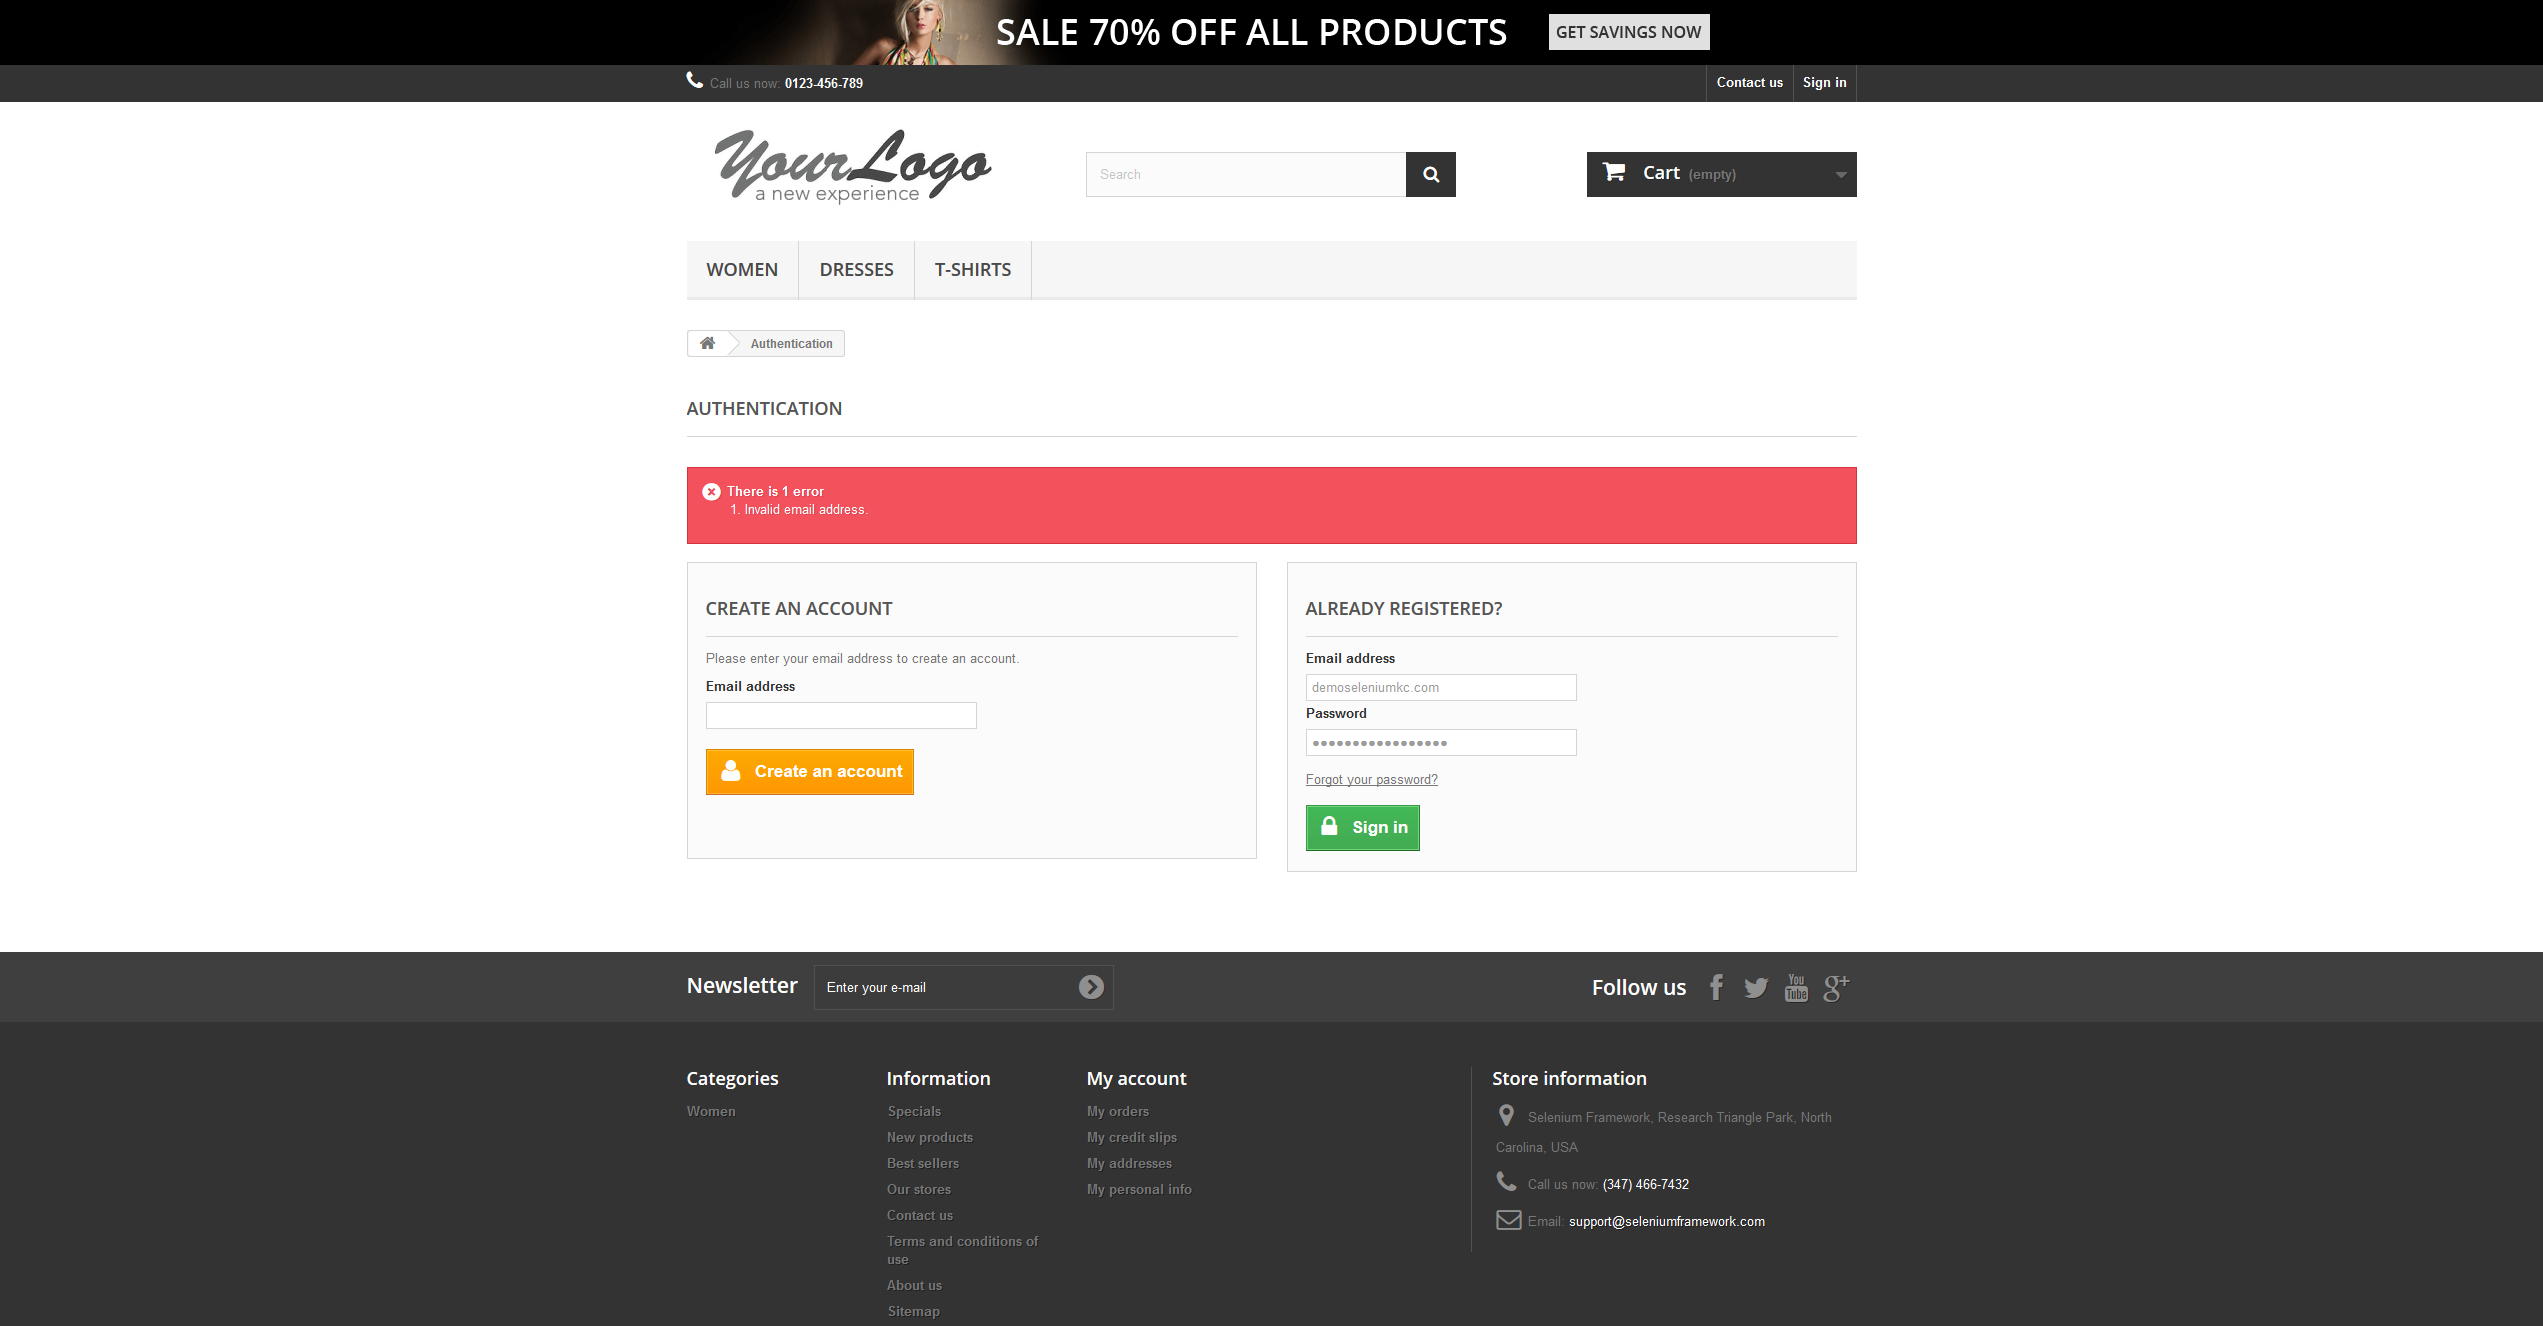 SALE 70% OFF ALL PRODUCTS GET SAVINGS NOW
Call us now: 0123-456-789 Contact us Sign in
Your Logo
a new experience
Search
Cart (empty)
WOMEN DRESSES T-SHIRTS
Authentication
AUTHENTICATION
There is 1 error
1. Invalid email address.
CREATE AN ACCOUNT
Please enter your email address to create an account.
Email address
Create an account
ALREADY REGISTERED?
Email address
demoseleniumkc.com
Password
Forgot your password?
Sign in
Newsletter Enter your e-mail
Follow us
You
Tube
g+
Categories
Women
Information
Specials
New products
Best sellers
Our stores
Contact us
Terms and conditions of
use
About us
Sitemap
My account
My orders
My credit slips
My addresses
My personal info
Store information
Selenium Framework, Research Triangle Park, North
Carolina, USA
Call us now: (347) 466-7432
Email: support@seleniumframework.com